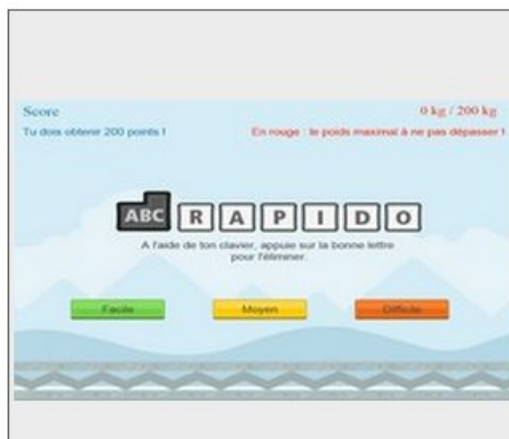 Score
0 kg / 200 kg
Tu dois obtenir 200 points !
En rouge : le poids maximal à ne pas dépasser !
ABC RAPIDO
A l'aide de ton clavier, appuie sur la bonne lettre
pour l'éliminer.
Facile
Moyen
Difficile